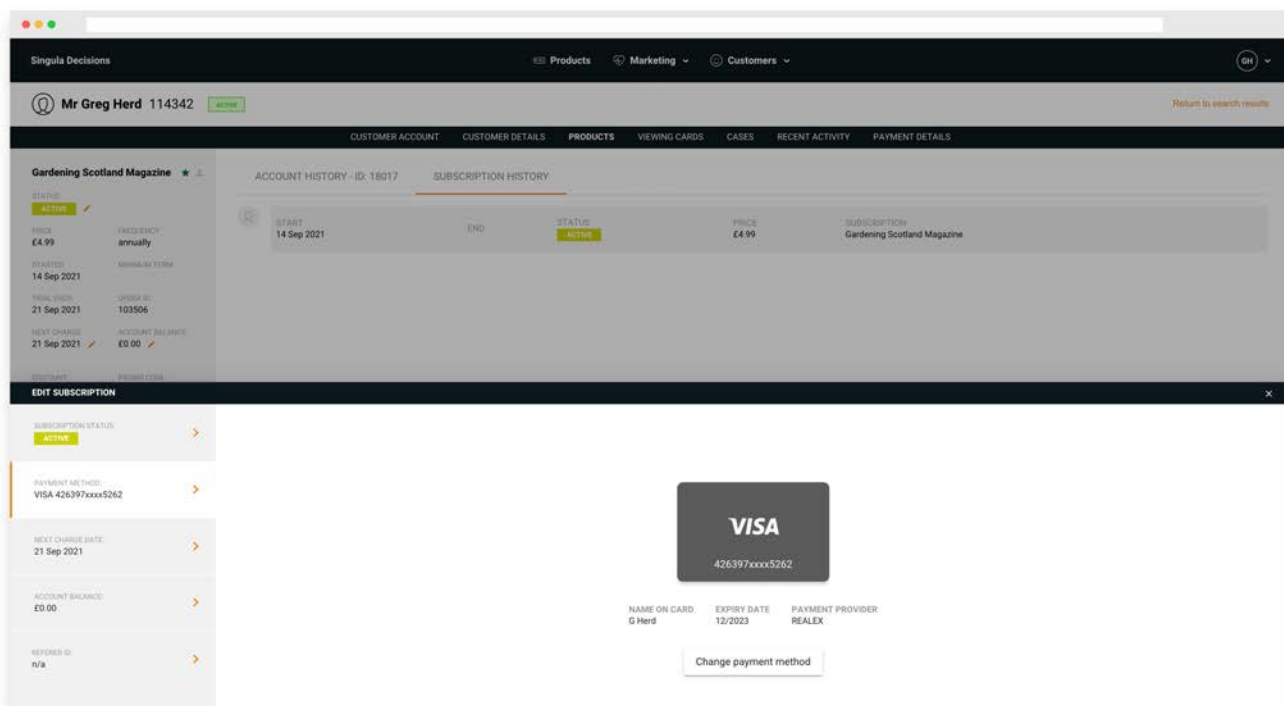 Singula Decisions Products Marketing Customers GH
Mr Greg Herd 114342 ACTIVE Return to search results
CUSTOMER ACCOUNT CUSTOMER DETAILS PRODUCTS VIEWING CARDS CASES RECENT ACTIVITY PAYMENT DETAILS
Gardening Scotland Magazine
ACCOUNT HISTORY - ID: 18017 SUBSCRIPTION HISTORY
STATUS:
ACTIVE
START END STATUS PRICE SUBSCRIPTION
14 Sep 2021 ACTIVE £4.99 Gardening Scotland Magazine
PRICE FREQUENCY
£4.99 annually
STARTED MINIMUM TERM
14 Sep 2021
TRIAL ENDS ORDER ID
21 Sep 2021 103506
NEXT CHARGE ACCOUNT BALANCE
21 Sep 2021 £0.00
DISCOUNT PROMO CODE
EDIT SUBSCRIPTION ×
SUBSCRIPTION STATUS:
ACTIVE
PAYMENT METHOD:
VISA 426397xxxx5262
NEXT CHARGE DATE:
21 Sep 2021
ACCOUNT BALANCE:
£0.00
REFERER ID:
n/a
VISA
426397xxxx5262
NAME ON CARD EXPIRY DATE PAYMENT PROVIDER
G Herd 12/2023 REALEX
Change payment method